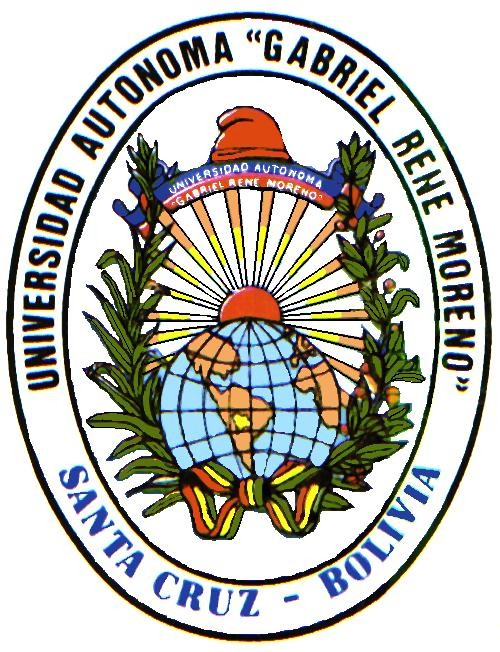 UNIVERSIDAD AUTONOMA "GABRIEL RENE MORENO"
UNIVERSIDAD AUTONOMA
"GABRIEL RENE MORENO"
SANTA CRUZ - BOLIVIA